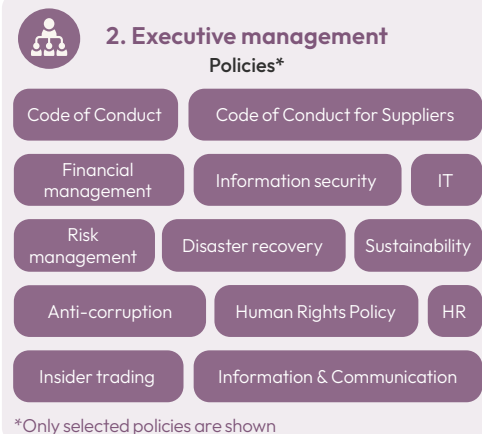 2. Executive management
Policies*
Code of Conduct
Code of Conduct for Suppliers
Financial
management
Information security
IT
Risk
management
Disaster recovery
Sustainability
Anti-corruption
Human Rights Policy
HR
Insider trading
Information & Communication
*Only selected policies are shown